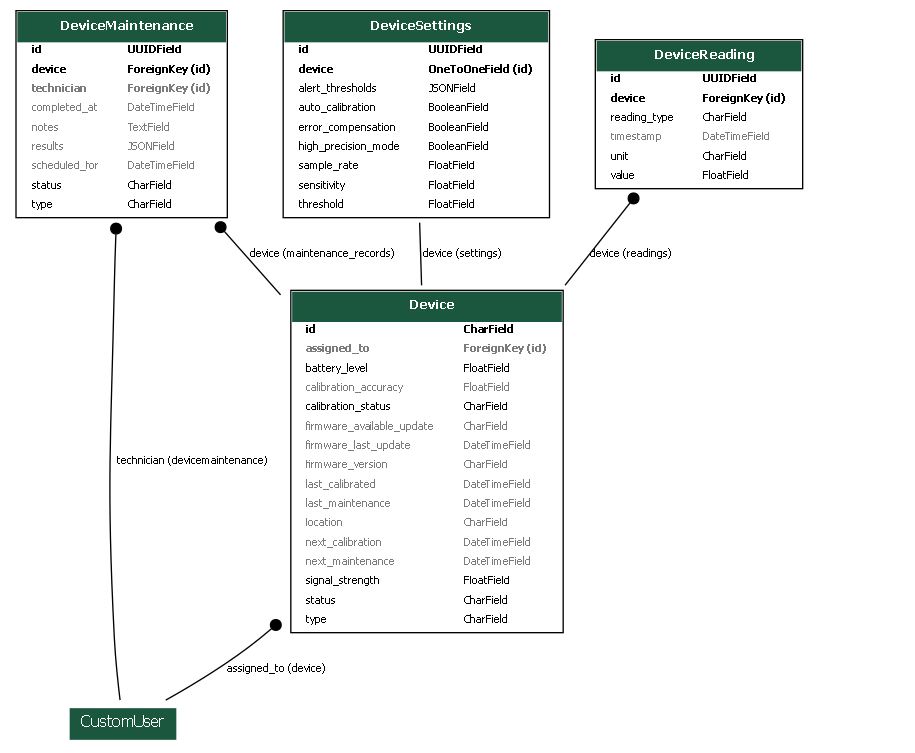 DeviceMaintenance
id UUIDField
device ForeignKey (id)
technician ForeignKey (id)
completed_at DateTimeField
notes TextField
results JSONField
scheduled_for DateTimeField
status CharField
type CharField
DeviceSettings
id UUIDField
device OneToOneField (id)
alert_thresholds JSONField
auto_calibration BooleanField
error_compensation BooleanField
high_precision_mode BooleanField
sample_rate FloatField
sensitivity FloatField
threshold FloatField
DeviceReading
id UUIDField
device ForeignKey (id)
reading_type CharField
timestamp DateTimeField
unit CharField
value FloatField
device (maintenance_records)
device (settings)
device (readings)
Device
id CharField
assigned_to ForeignKey (id)
battery_level FloatField
calibration_accuracy FloatField
calibration_status CharField
firmware_available_update CharField
firmware_last_update DateTimeField
firmware_version CharField
last_calibrated DateTimeField
last_maintenance DateTimeField
location CharField
next_calibration DateTimeField
next_maintenance DateTimeField
signal_strength FloatField
status CharField
type CharField
technician (devicemaintenance)
assigned_to (device)
CustomUser